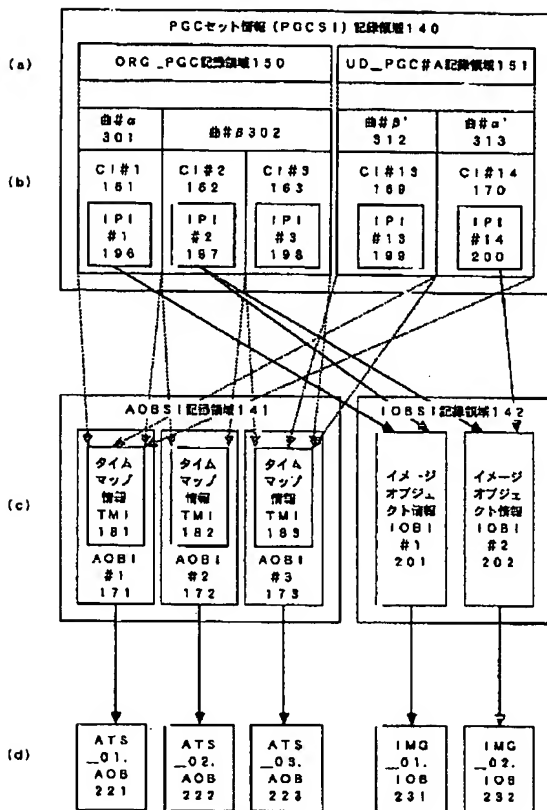 PGCセット情報(PGCSI)記録領域140
(a)
ORG_PGC記録領域150
UD_PGC#A記録領域151
曲#α
301
曲#β302
曲#β'
312
曲#α'
313
(b)
CI#1
161
CI#2
162
CI#3
163
CI#13
169
CI#14
170
IPI
#1
196
IPI
#2
197
IPI
#3
198
IPI
#13
199
IPI
#14
200
AOBSI記録領域141
IOBSI記録領域142
(c)
タイム
マップ
情報
TMI
181
タイム
マップ
情報
TMI
182
タイム
マップ
情報
TMI
183
AOBI
#1
171
AOBI
#2
172
AOBI
#3
173
イメージ
オブジェ
クト情報
IOBI
#1
201
イメージ
オブジェ
クト情報
IOBI
#2
202
(d)
ATS
_01.
AOB
221
ATS
_02.
AOB
222
ATS
_03.
AOB
223
IMG
_01.
IOB
231
IMG
_02.
IOB
232